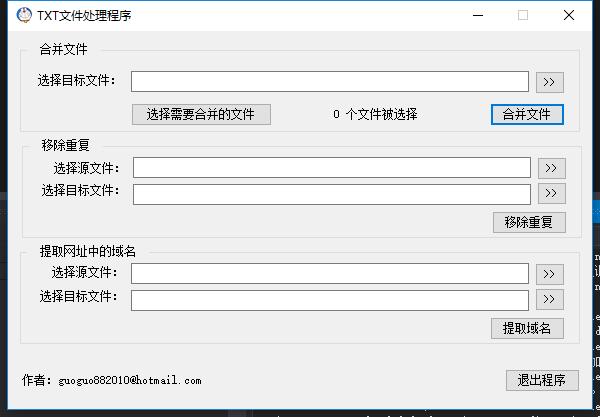 TXT文件处理程序
合并文件
选择目标文件： >>
选择需要合并的文件 0 个文件被选择 合并文件
移除重复
选择源文件： >>
选择目标文件： >>
移除重复
提取网址中的域名
选择源文件： >>
选择目标文件： >>
提取域名
作者：guoguo882010@hotmail.com 退出程序